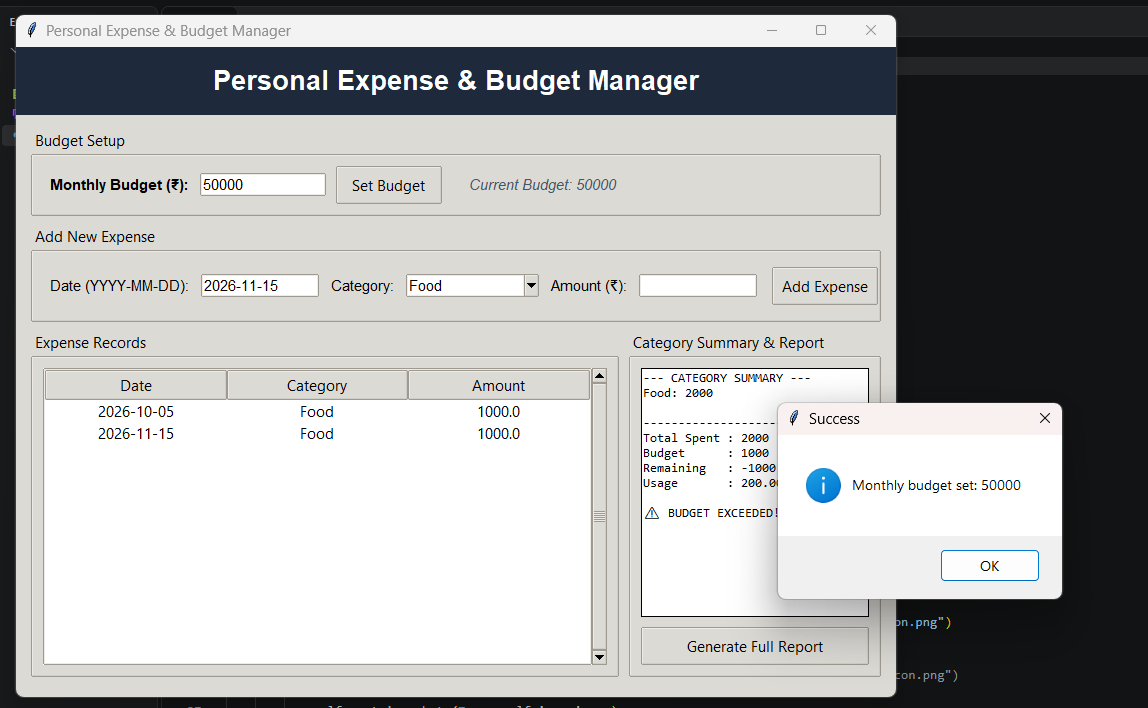 Personal Expense & Budget Manager
Personal Expense & Budget Manager
Budget Setup
Monthly Budget (₹): 50000 Set Budget Current Budget: 50000
Add New Expense
Date (YYYY-MM-DD): 2026-11-15 Category: Food Amount (₹): Add Expense
Expense Records
Date Category Amount
2026-10-05 Food 1000.0
2026-11-15 Food 1000.0
Category Summary & Report
--- CATEGORY SUMMARY ---
Food: 2000
--------------------
Total Spent : 2000
Budget : 1000
Remaining : -1000
Usage : 200.0
⚠ BUDGET EXCEEDED!
Generate Full Report
Success
Monthly budget set: 50000
OK
on.png")
con.png")